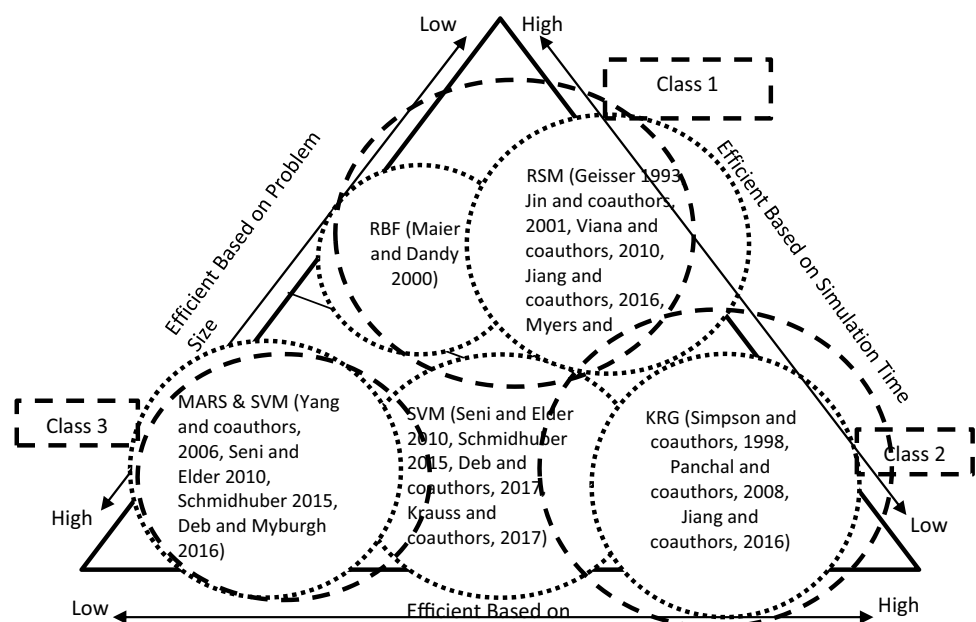 Low
High
Class 1
Efficient Based on Problem
Size
Efficient Based on Simulation Time
RSM (Geisser 1993
Jin and coauthors,
2001, Viana and
coauthors, 2010,
Jiang and
coauthors, 2016,
Myers and
RBF (Maier
and Dandy
2000)
Class 3
MARS & SVM (Yang
and coauthors,
2006, Seni and
Elder 2010,
Schmidhuber 2015,
Deb and Myburgh
2016)
SVM (Seni and Elder
2010, Schmidhuber
2015, Deb and
coauthors, 2017
Krauss and
coauthors, 2017)
KRG (Simpson and
coauthors, 1998,
Panchal and
coauthors, 2008,
Jiang and
coauthors, 2016)
Class 2
High
Low
Low
Efficient Based on
High